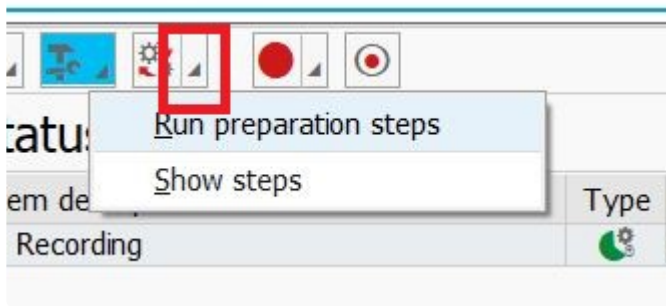 tatus
Run preparation steps
Show steps
em de
Type
Recording